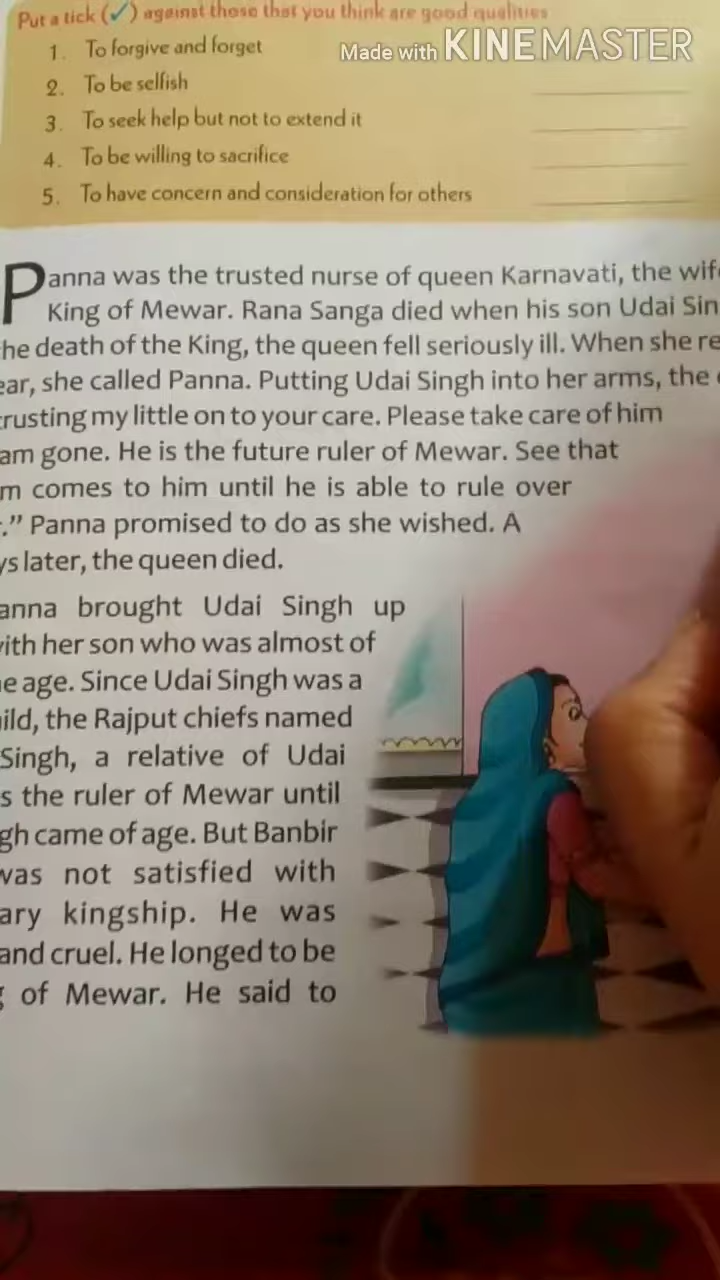 Put a tick (✓) against those that you think are good qualities
Made with KINEMASTER
1. To forgive and forget
2. To be selfish
3. To seek help but not to extend it
4. To be willing to sacrifice
5. To have concern and consideration for others
Panna was the trusted nurse of queen Karnavati, the wif
King of Mewar. Rana Sanga died when his son Udai Sin
he death of the King, the queen fell seriously ill. When she re
ear, she called Panna. Putting Udai Singh into her arms, the
rusting my little on to your care. Please take care of him
am gone. He is the future ruler of Mewar. See that
m comes to him until he is able to rule over
." Panna promised to do as she wished. A
ys later, the queen died.
anna brought Udai Singh up
with her son who was almost of
e age. Since Udai Singh was a
ild, the Rajput chiefs named
Singh, a relative of Udai
s the ruler of Mewar until
gh came of age. But Banbir
was not satisfied with
ary kingship. He was
and cruel. He longed to be
g of Mewar. He said to